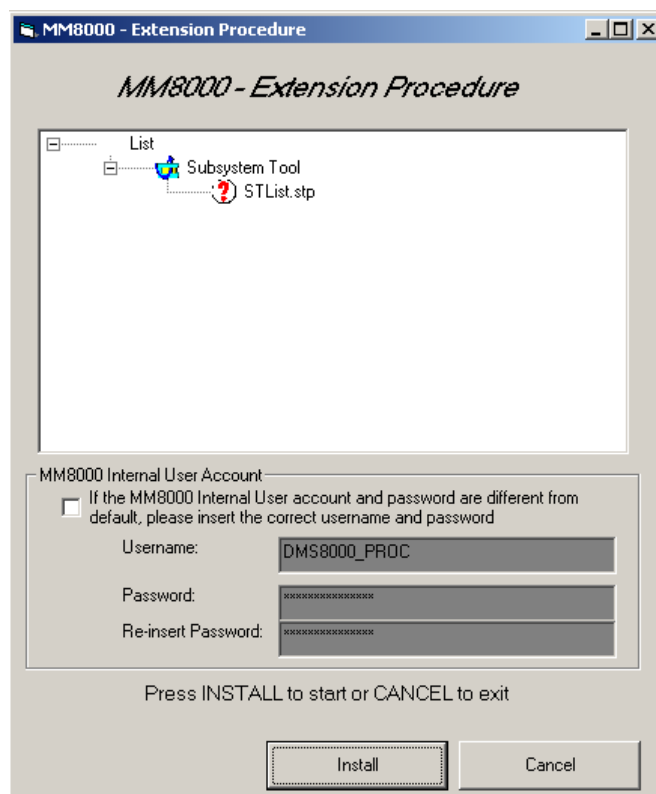 MM8000 - Extension Procedure
MM8000 - Extension Procedure
List
Subsystem Tool
STList.stp
MM8000 Internal User Account
If the MM8000 Internal User account and password are different from
default, please insert the correct username and password
Username:
DMS8000_PROC
Password:
***************
Re-insert Password:
***************
Press INSTALL to start or CANCEL to exit
Install
Cancel